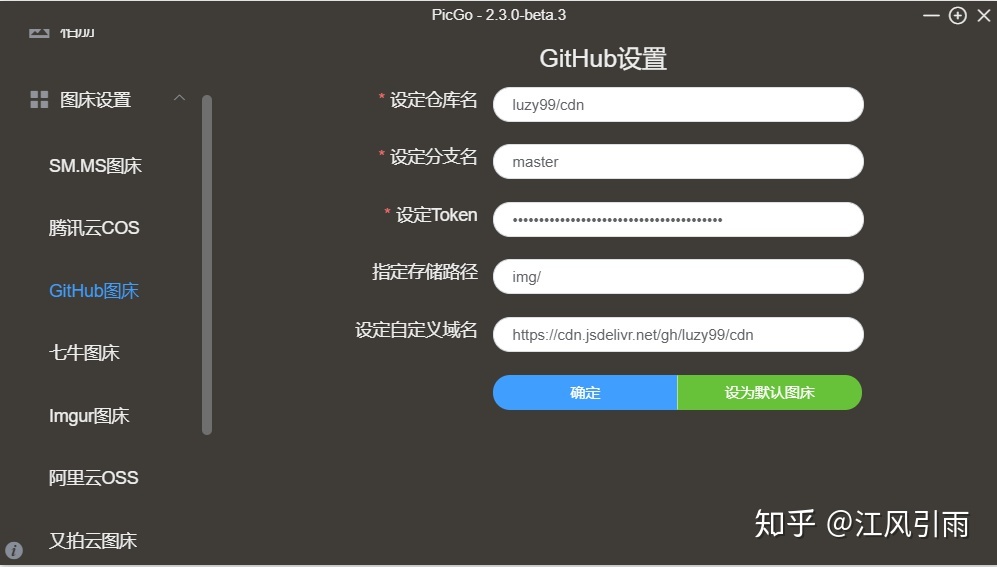 PicGo - 2.3.0-beta.3
相册
图床设置
SM.MS图床
腾讯云COS
GitHub图床
七牛图床
Imgur图床
阿里云OSS
又拍云图床
GitHub设置
* 设定仓库名
luzy99/cdn
* 设定分支名
master
* 设定Token
指定存储路径
img/
设定自定义域名
https://cdn.jsdelivr.net/gh/luzy99/cdn
确定
设为默认图床
知乎 @江风引雨